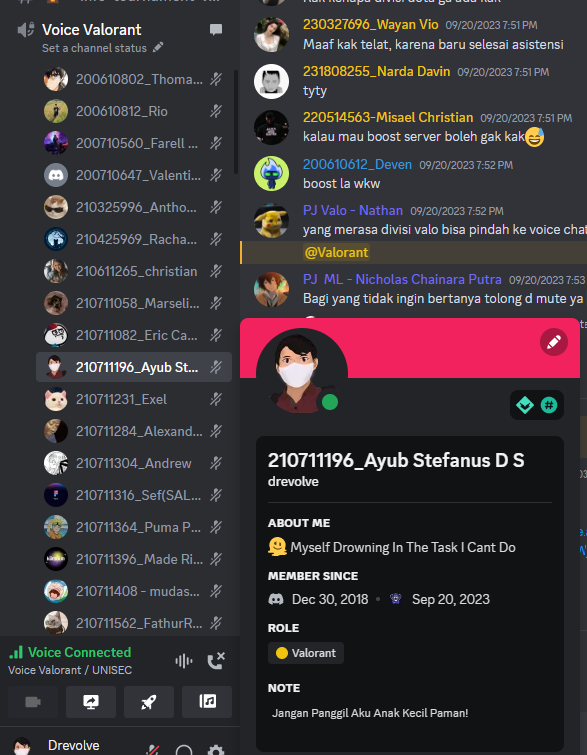 Voice Valorant
Set a channel status
200610802_Thoma...
200610812_Rio
200710560_Farell ...
200710647_Valenti...
210325996_Antho...
210425969_Racha...
210611265_christian
210711058_Marseli...
210711082_Eric Ca...
210711196_Ayub St...
210711231_Exel
210711284_Alexand...
210711304_Andrew
210711316_Sef(SAL...
210711364_Puma P...
210711396_Made Ri...
210711408 - mudas...
210711562_FathurR...
Voice Connected
Voice Valorant / UNISEC
Drevolve
230327696_Wayan Vio 09/20/2023 7:51 PM
Maaf kak telat, karena baru selesai asistensi
231808255_Narda Davin 09/20/2023 7:51 PM
tyty
220514563-Misael Christian 09/20/2023 7:51 PM
kalau mau boost server boleh gak kak😅
200610612_Deven 09/20/2023 7:52 PM
boost la wkw
PJ Valo - Nathan 09/20/2023 7:52 PM
yang merasa divisi valo bisa pindah ke voice chat
@Valorant
PJ ML - Nicholas Chainara Putra 09/20/2023 7:53
Bagi yang tidak ingin bertanya tolong d mute ya
210711196_Ayub Stefanus D S
drevolve
ABOUT ME
🫠 Myself Drowning In The Task I Cant Do
MEMBER SINCE
Dec 30, 2018 • Sep 20, 2023
ROLE
Valorant
NOTE
Jangan Panggil Aku Anak Kecil Paman!